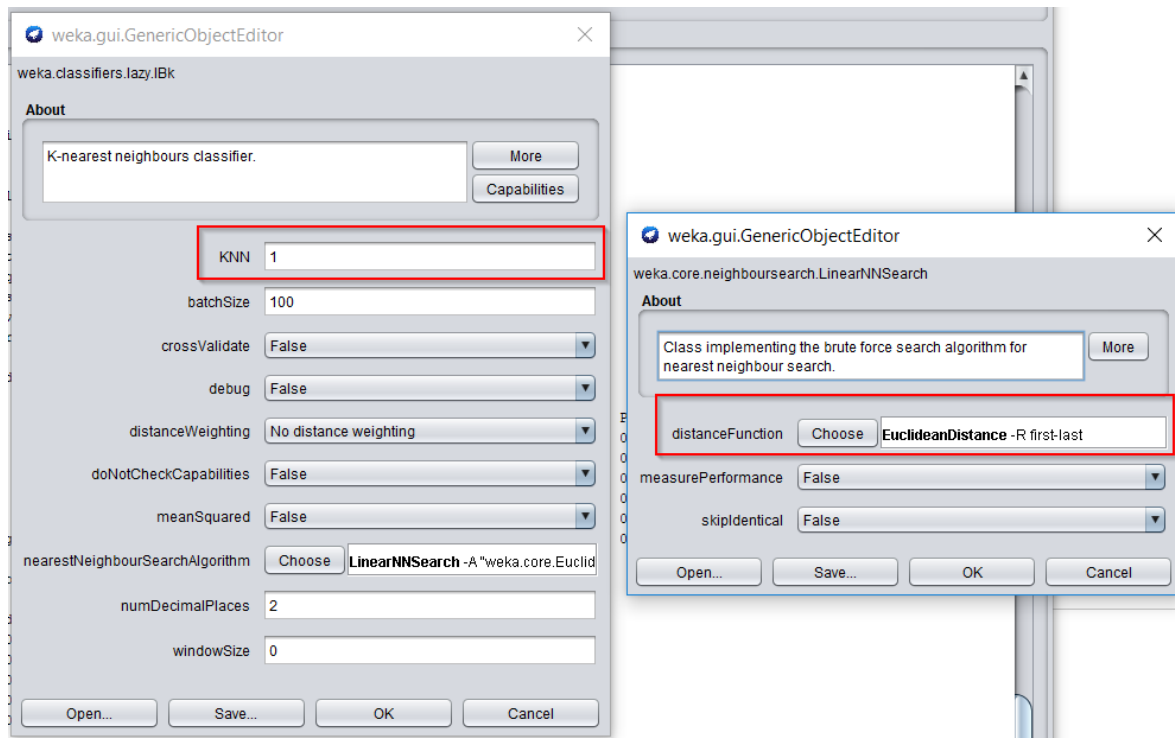 weka.gui.GenericObjectEditor
weka.classifiers.lazy.IBk
About
K-nearest neighbours classifier.
More
Capabilities
KNN 1
batchSize 100
crossValidate False
debug False
distanceWeighting No distance weighting
doNotCheckCapabilities False
meanSquared False
nearestNeighbourSearchAlgorithm Choose LinearNNSearch -A "weka.core.Euclid
numDecimalPlaces 2
windowSize 0
Open... Save... OK Cancel
weka.gui.GenericObjectEditor
weka.core.neighboursearch.LinearNNSearch
About
Class implementing the brute force search algorithm for
nearest neighbour search.
More
distanceFunction Choose EuclideanDistance -R first-last
measurePerformance False
skipIdentical False
Open... Save... OK Cancel